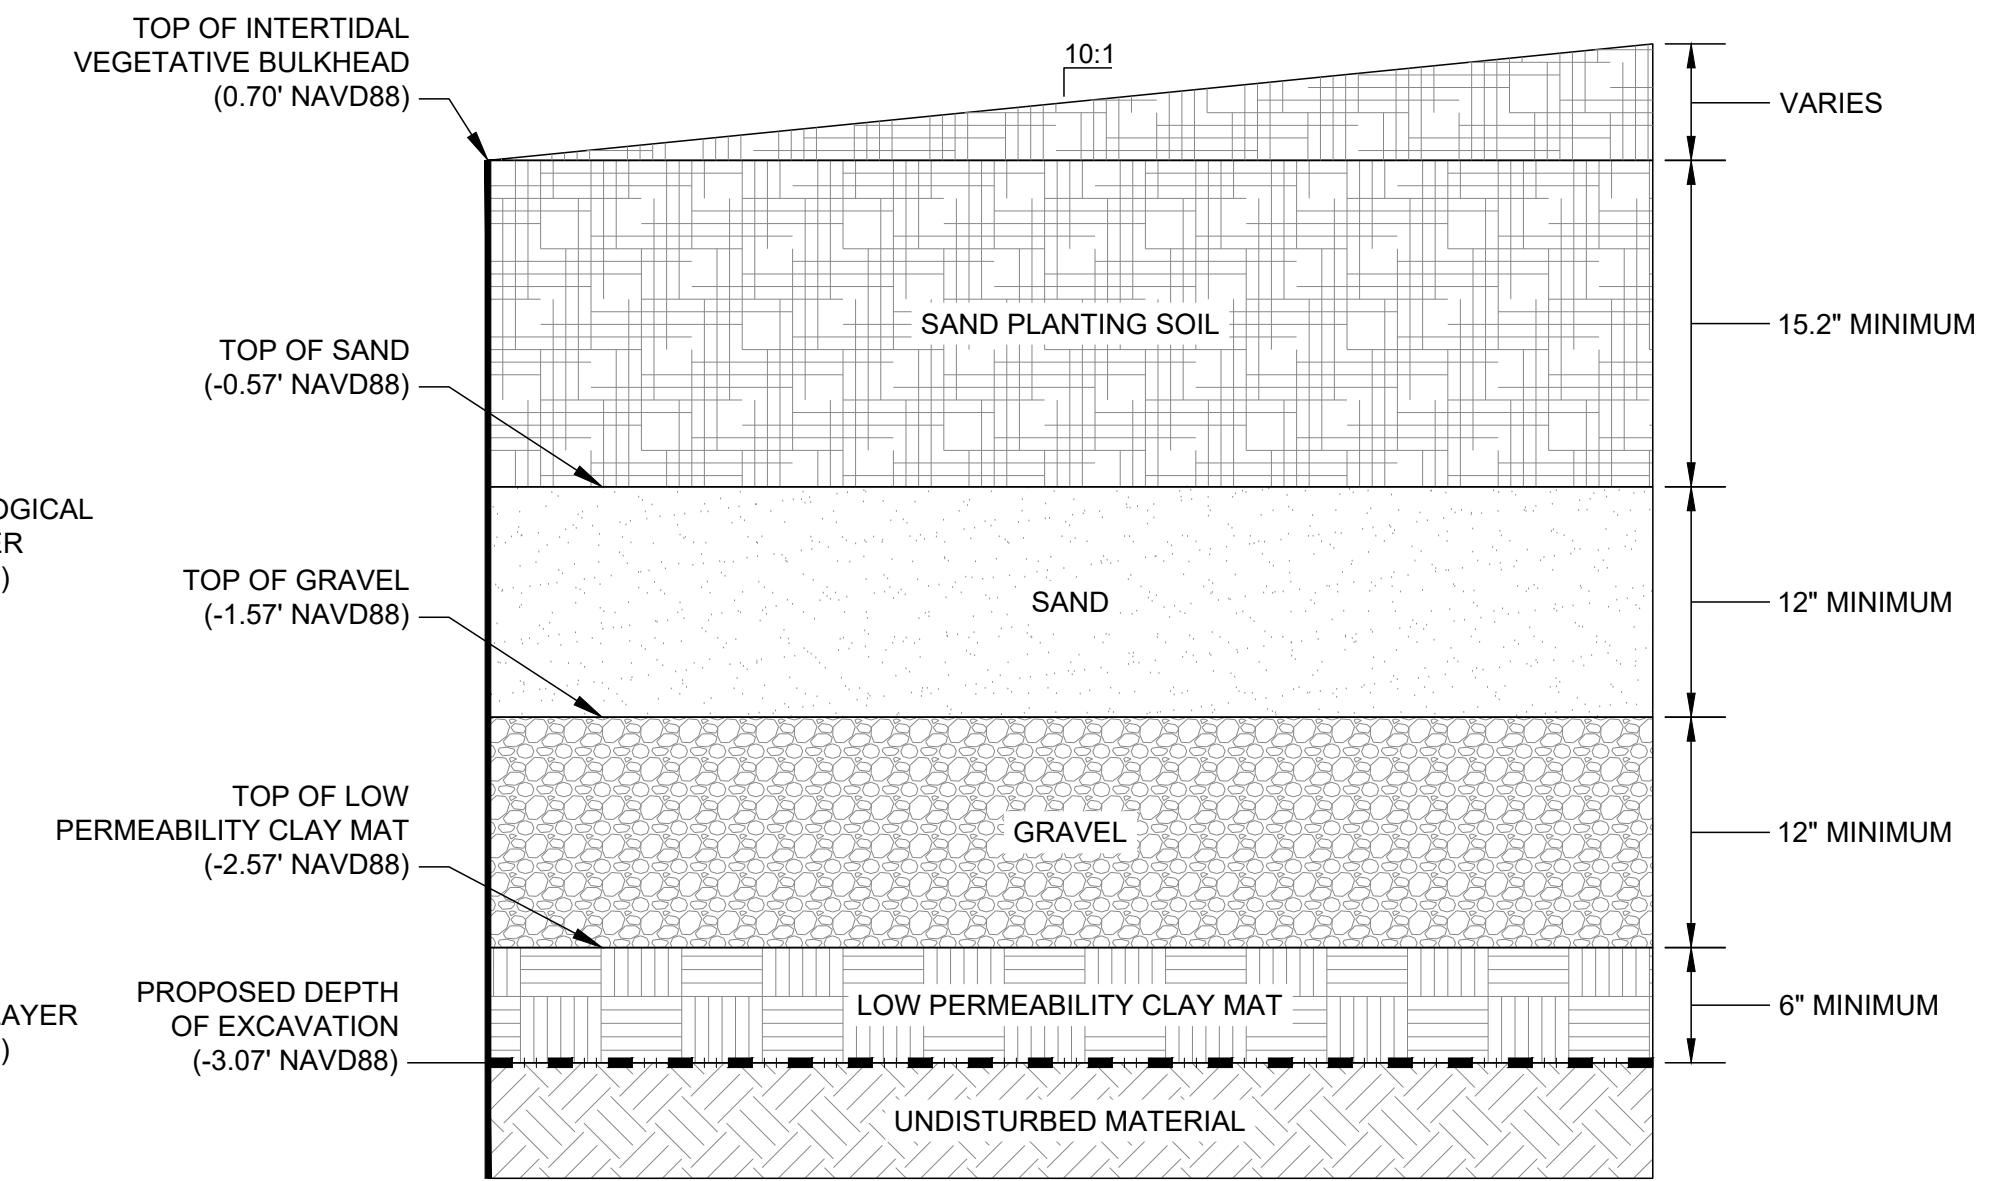 TOP OF INTERTIDAL
VEGETATIVE BULKHEAD
(0.70' NAVD88)
10:1
VARIES
SAND PLANTING SOIL
15.2" MINIMUM
TOP OF SAND
(-0.57' NAVD88)
OGICAL
ER
)
TOP OF GRAVEL
(-1.57' NAVD88)
SAND
12" MINIMUM
TOP OF LOW
PERMEABILITY CLAY MAT
(-2.57' NAVD88)
GRAVEL
12" MINIMUM
AYER
)
PROPOSED DEPTH
OF EXCAVATION
(-3.07' NAVD88)
LOW PERMEABILITY CLAY MAT
6" MINIMUM
UNDISTURBED MATERIAL